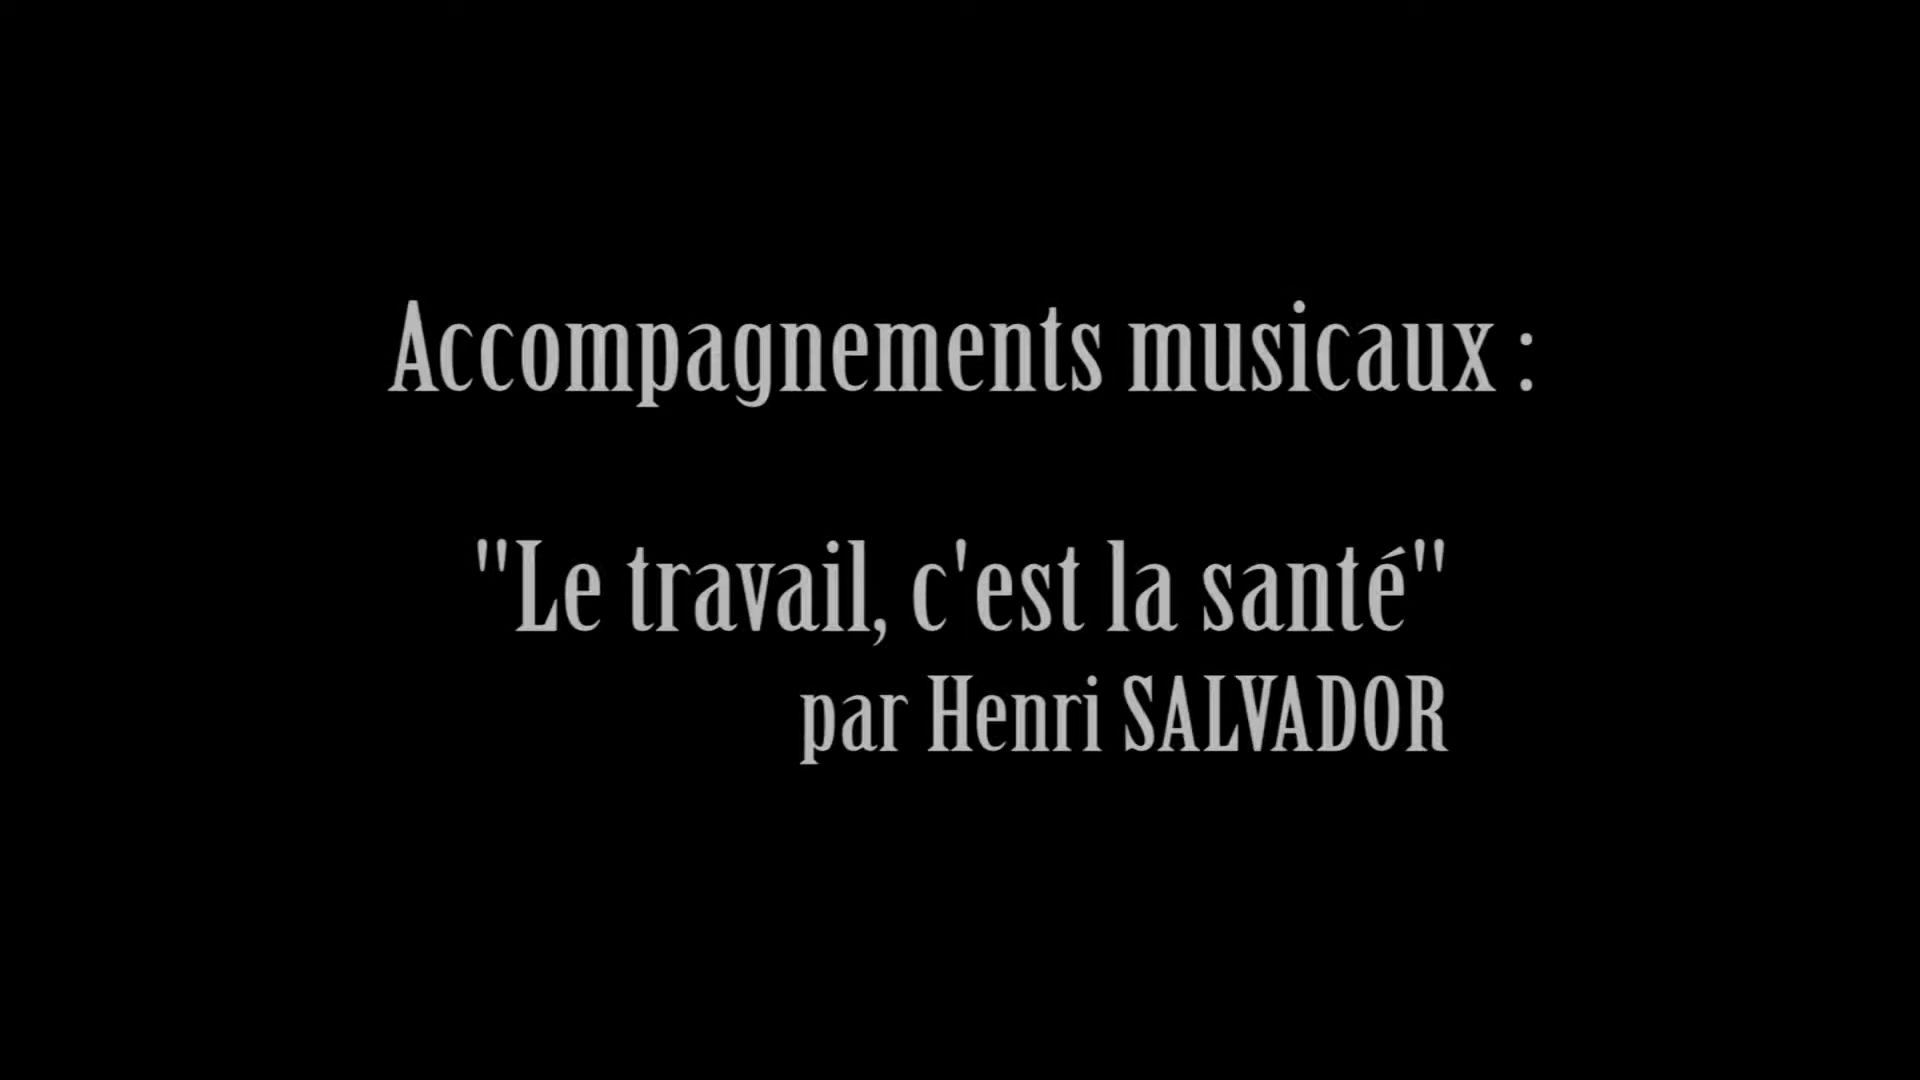 Accompagnements musicaux :
"Le travail, c'est la santé"
par Henri SALVADOR